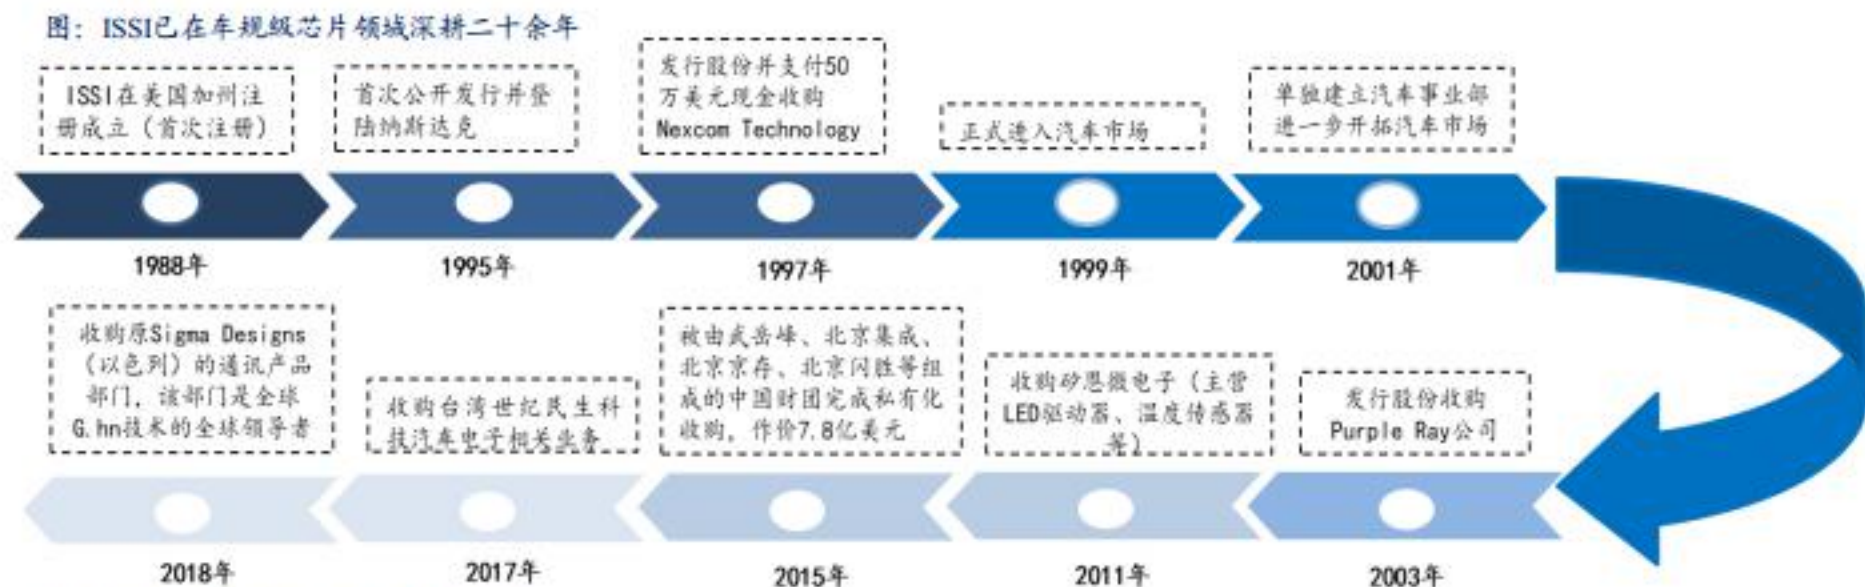 图：ISSI已在车规级芯片领域深耕二十余年
ISSI在美国加州注
册成立（首次注册）
首次公开发行并登
陆纳斯达克
发行股份并支付50
万美元现金收购
Nexcom Technology
正式进入汽车市场
单独建立汽车事业部
进一步开拓汽车市场
1988年
1995年
1997年
1999年
2001年
收购原Sigma Designs
（以色列）的通讯产品
部门，该部门是全球
G.hn技术的全球领导者
收购台湾世纪民生科
技汽车电子相关业务
被由武岳峰、北京集成、
北京京存、北京闪胜等组
成的中国财团完成私有化
收购，作价7.8亿美元
收购矽恩微电子（主营
LED驱动器、温度传感器
等）
发行股份收购
Purple Ray公司
2018年
2017年
2015年
2011年
2003年